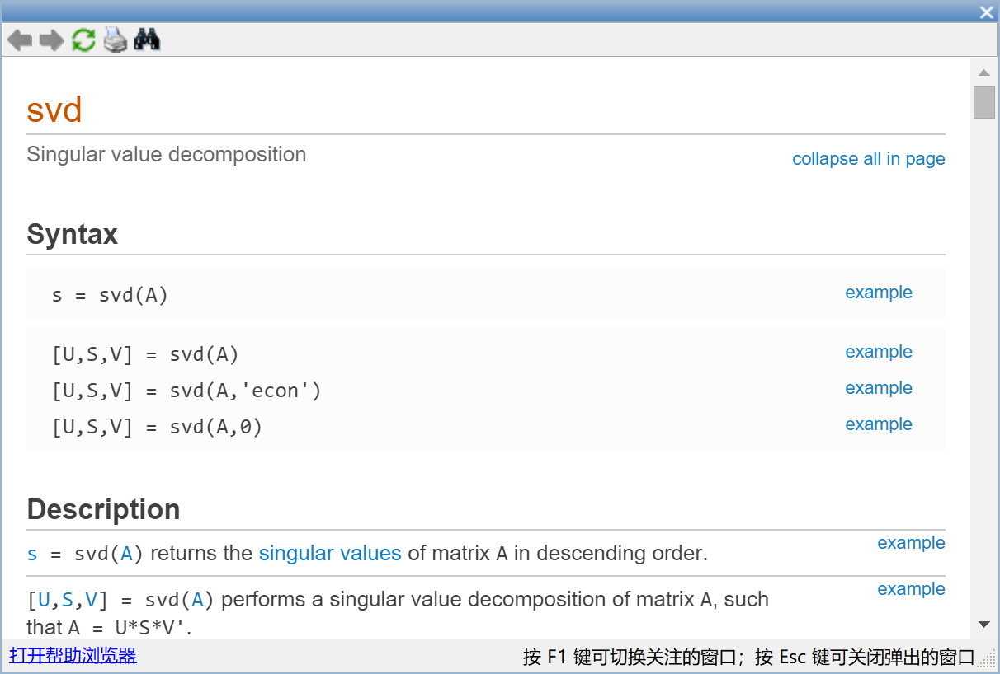 svd
Singular value decomposition
collapse all in page
Syntax
s = svd(A)
example
[U,S,V] = svd(A)
example
[U,S,V] = svd(A,'econ')
example
[U,S,V] = svd(A,0)
example
Description
s = svd(A) returns the singular values of matrix A in descending order.
example
[U,S,V] = svd(A) performs a singular value decomposition of matrix A, such
example
that A = U*S*V'.
打开帮助浏览器
按 F1 键可切换关注的窗口；按 Esc 键可关闭弹出的窗口